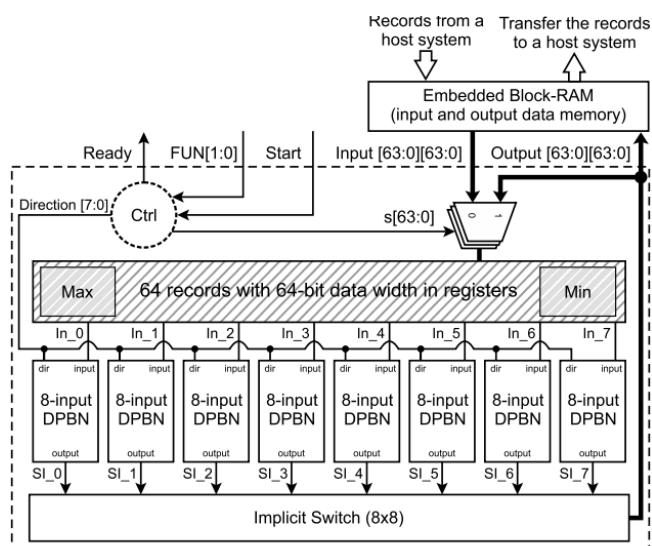 Records from a
host system
Transfer the records
to a host system
Embedded Block-RAM
(input and output data memory)
Ready
FUN[1:0]
Start
Input [63:0][63:0]
Output [63:0][63:0]
Direction [7:0]
Ctrl
s[63:0]
0
1
Max
64 records with 64-bit data width in registers
Min
In_0
In_1
In_2
In_3
In_4
In_5
In_6
In_7
dir input
8-input
DPBN
output
dir input
8-input
DPBN
output
dir input
8-input
DPBN
output
dir input
8-input
DPBN
output
dir input
8-input
DPBN
output
dir input
8-input
DPBN
output
dir input
8-input
DPBN
output
dir input
8-input
DPBN
output
SI_0
SI_1
SI_2
SI_3
SI_4
SI_5
SI_6
SI_7
Implicit Switch (8x8)